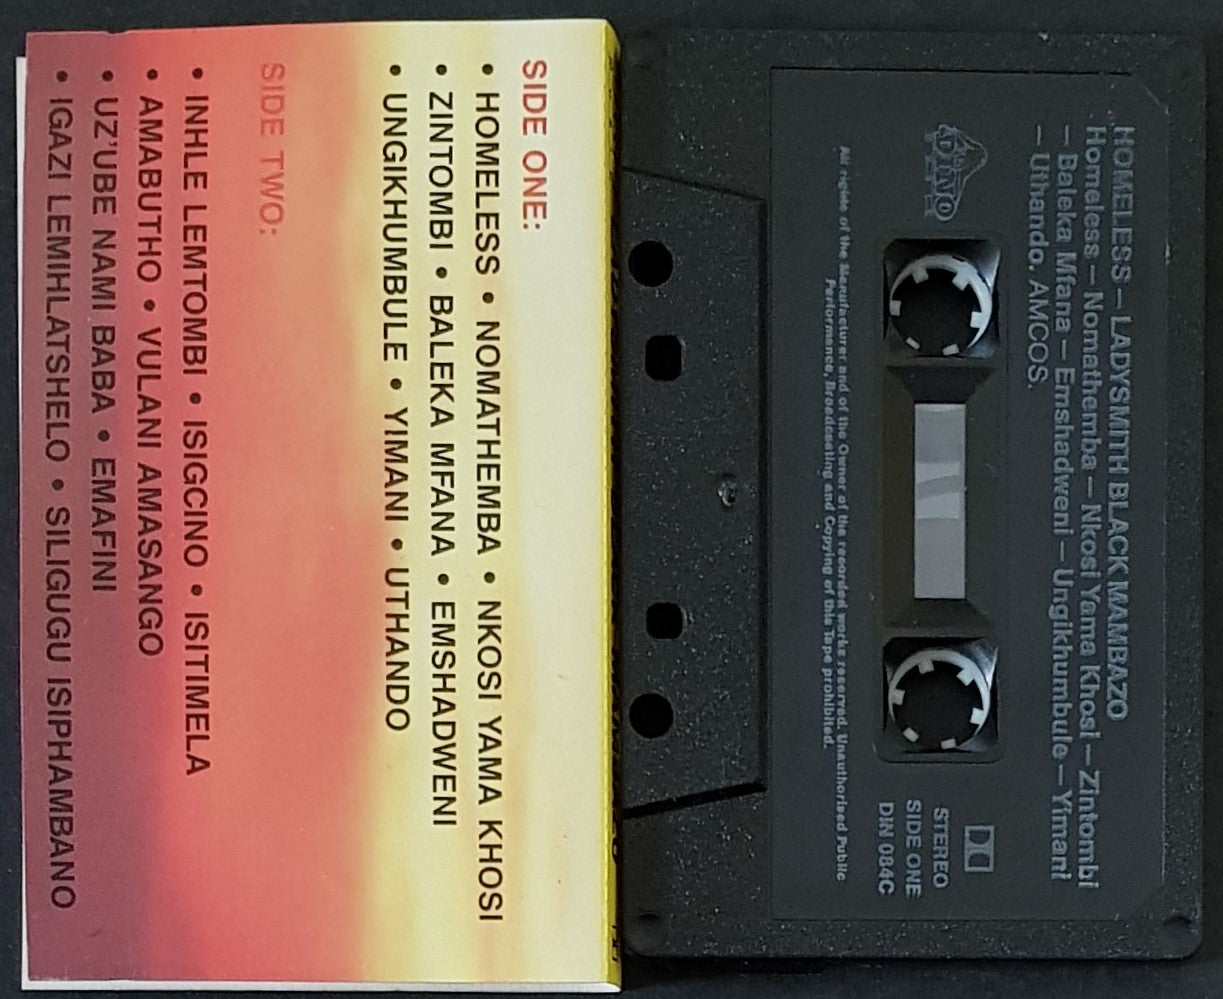 SIDE ONE:
• HOMELESS • NOMATHEMBA • NKOSI YAMA KHOSI
• ZINTOMBI • BALEKA MFANA • EMSHADWENI
• UNGIKHUMBULE • YIMANI • UTHANDO
SIDE TWO:
• INHLE LEMTOMBI • ISIGCINO • ISITIMELA
• AMABUTHO • VULANI AMASANGO
• UZ'UBE NAMI BABA • EMAFINI
• IGAZI LEMIHLATSHELO • SILIGUGU ISIPHAMBANO
HOMELESS – LADYSMITH BLACK MAMBAZO
Homeless – Nomathemba – Nkosi Yama Khosi – Zintombi
– Baleka Mfana – Emshadweni – Ungikhumbule – Yimani
– Uthando. AMCOS.
DINO
STEREO
SIDE ONE
DIN 084C
All rights of the Manufacturer and of the Owner of the recorded works reserved. Unauthorised Public
Performance, Broadcasting and Copying of this Tape prohibited.